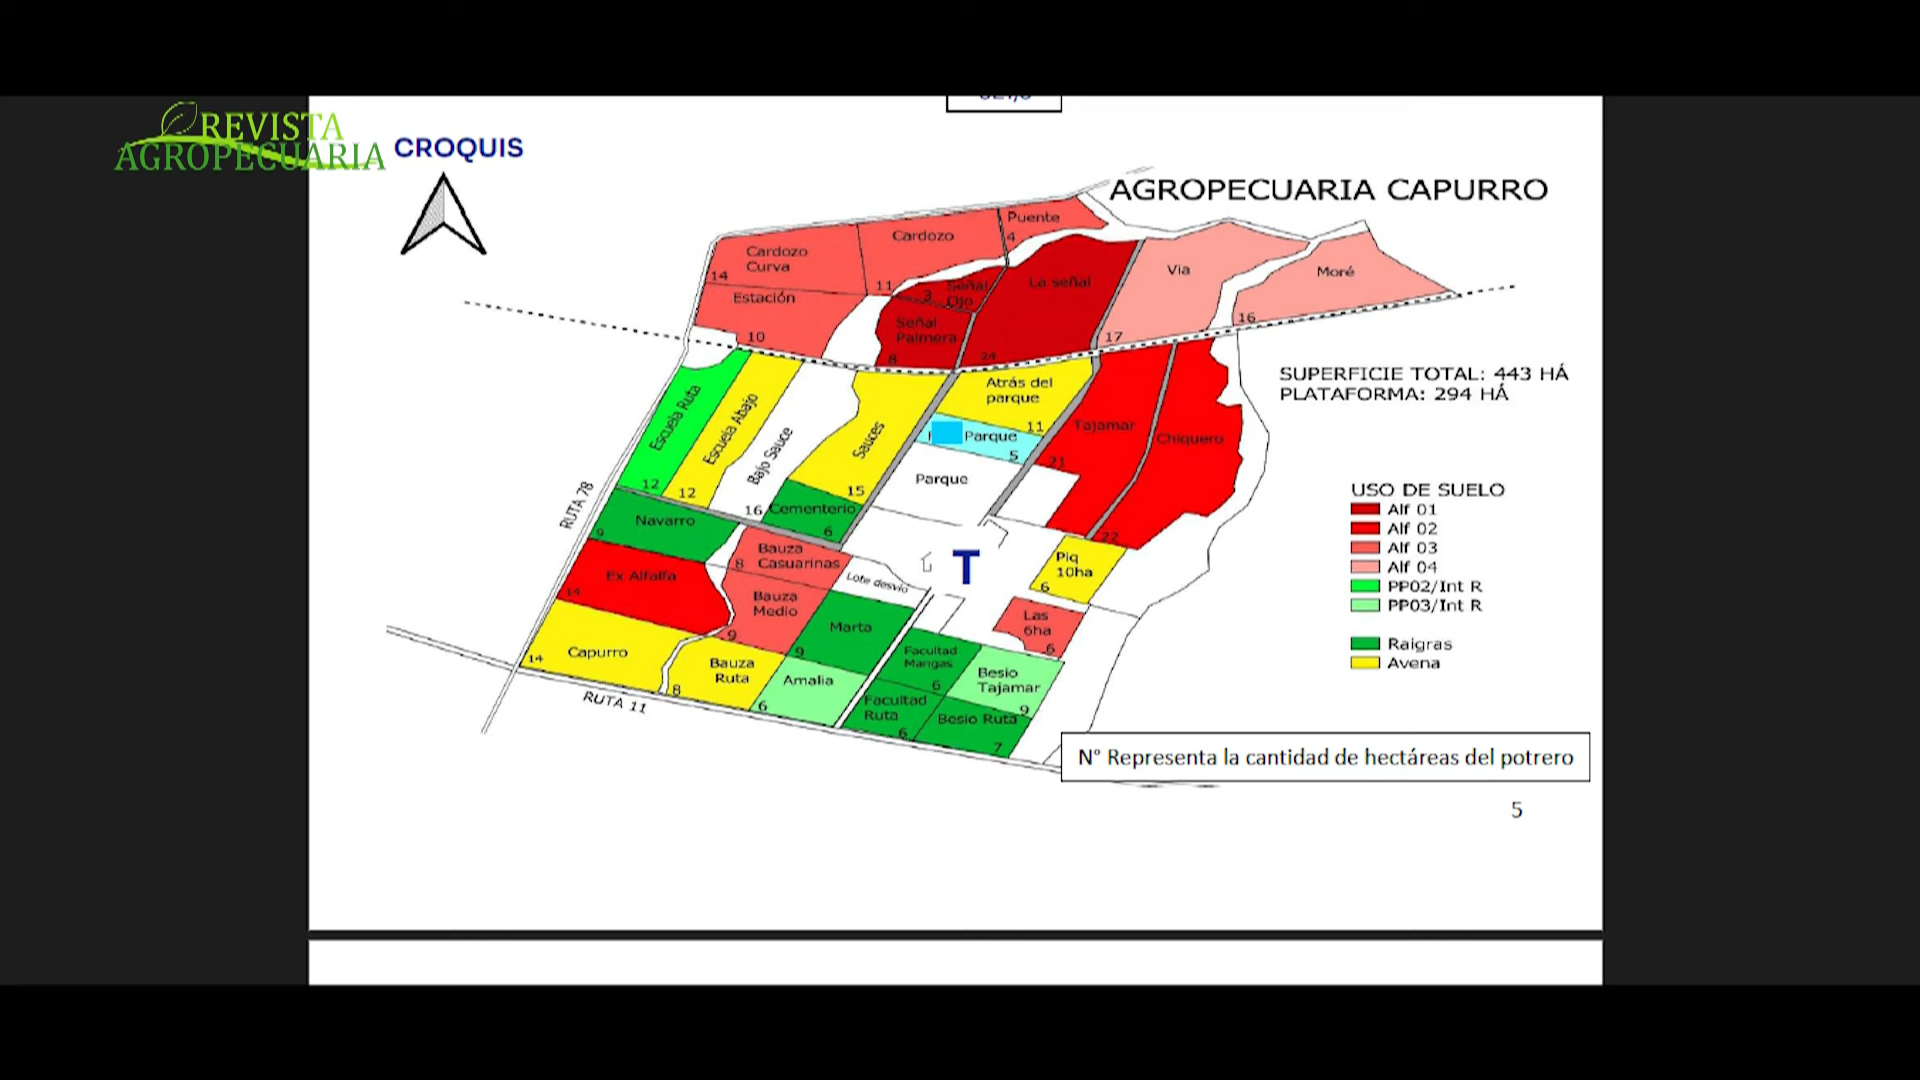 REVISTA
AGROPECUARIA
CROQUIS
AGROPECUARIA CAPURRO
Puente
4
Cardozo
11
Cardozo
Curva
14
Estación
10
Señal
Ojo
3
La señal
24
Señal
Palmera
8
Via
17
Moré
16
SUPERFICIE TOTAL: 443 HÁ
PLATAFORMA: 294 HÁ
Escuela Ruta
12
Escuela Abajo
12
Bajo Sauce
16
Sauces
15
Atrás del
parque
11
Parque
5
Parque
Tajamar
21
Chiquero
22
RUTA 78
Navarro
9
Cementerio
6
USO DE SUELO
Alf 01
Alf 02
Alf 03
Alf 04
PP02/Int R
PP03/Int R
Raigras
Avena
Ex Alfalfa
14
Bauza
Casuarinas
8
Lote desvio
T
Piq
10ha
6
Bauza
Medio
9
Marta
9
Las
6ha
6
Capurro
14
Bauza
Ruta
8
Amalia
6
Facultad
Mangas
6
Besio
Tajamar
9
Facultad
Ruta
6
Besio Ruta
7
RUTA 11
N° Representa la cantidad de hectáreas del potrero
5